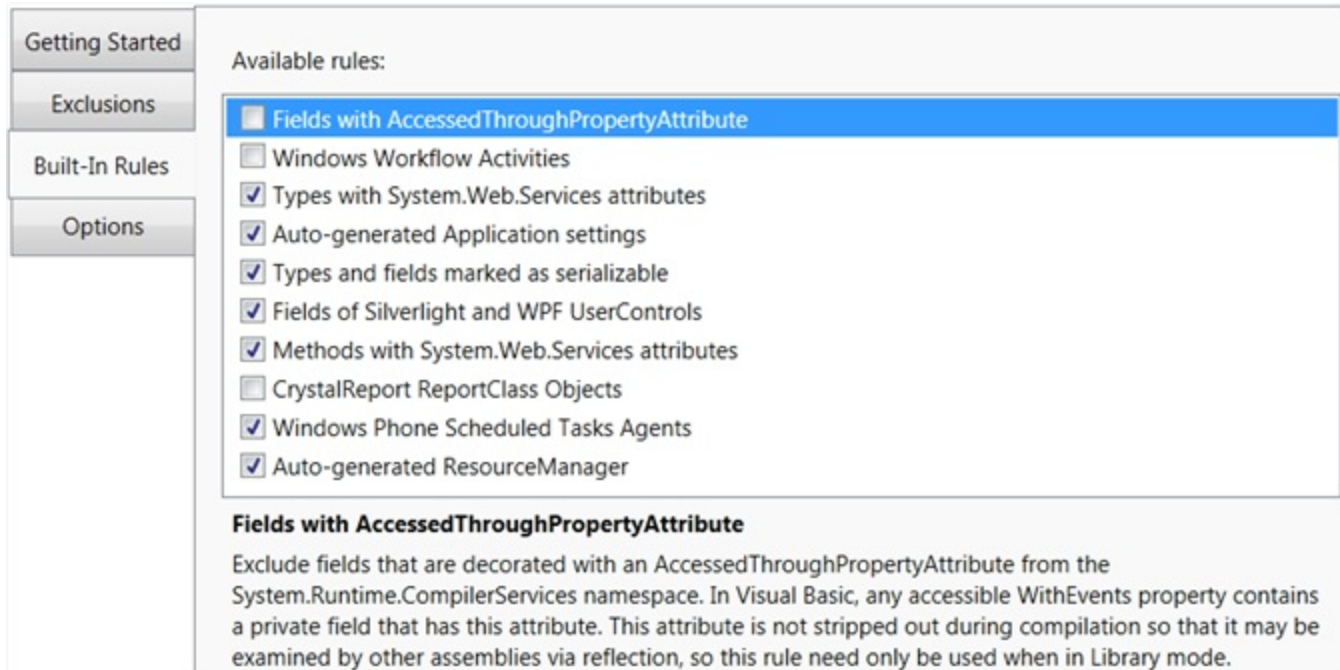 Getting Started
Exclusions
Built-In Rules
Options
Available rules:
Fields with AccessedThroughPropertyAttribute
Windows Workflow Activities
Types with System.Web.Services attributes
Auto-generated Application settings
Types and fields marked as serializable
Fields of Silverlight and WPF UserControls
Methods with System.Web.Services attributes
CrystalReport ReportClass Objects
Windows Phone Scheduled Tasks Agents
Auto-generated ResourceManager
Fields with AccessedThroughPropertyAttribute
Exclude fields that are decorated with an AccessedThroughPropertyAttribute from the
System.Runtime.CompilerServices namespace. In Visual Basic, any accessible WithEvents property contains
a private field that has this attribute. This attribute is not stripped out during compilation so that it may be
examined by other assemblies via reflection, so this rule need only be used when in Library mode.